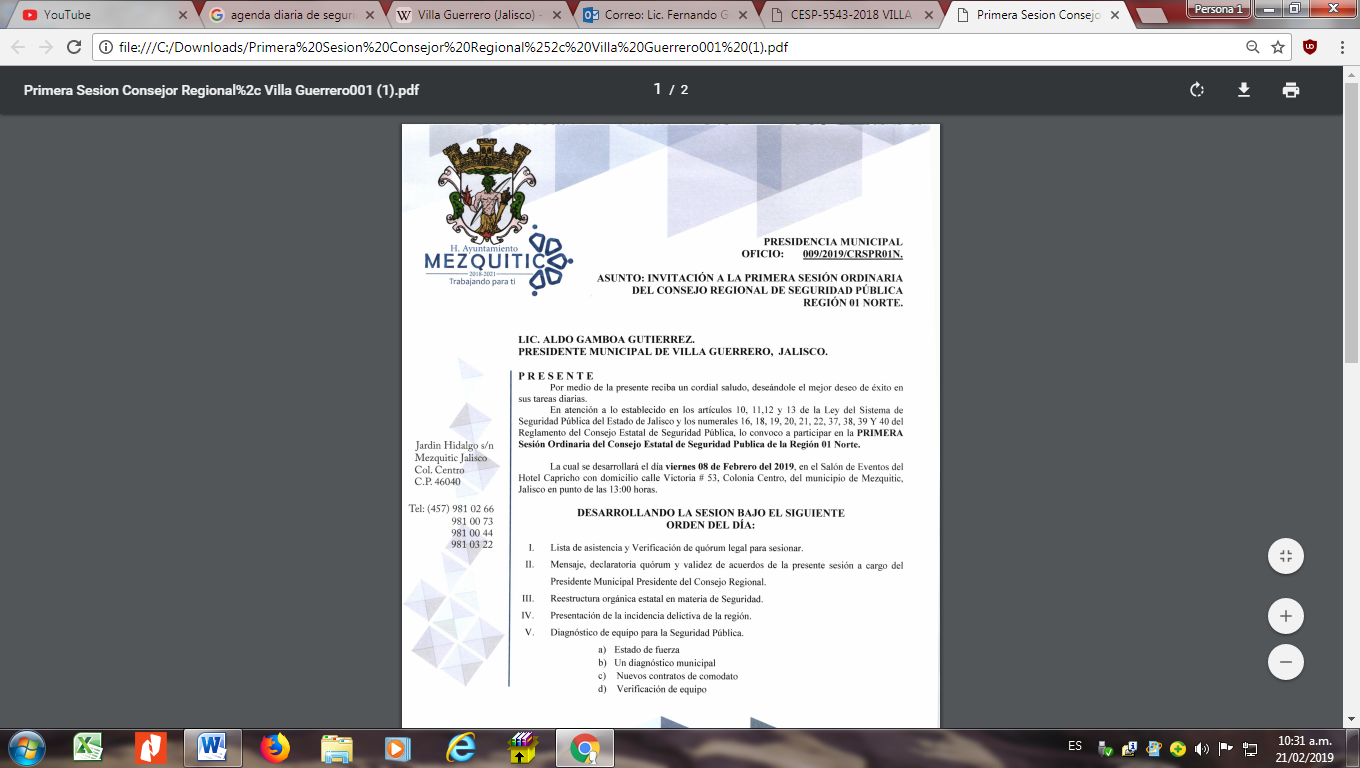 YouTube
agenda diaria de seguri
Villa Guerrero (Jalisco) -
Correo: Lic. Fernando G
CESP-5543-2018 VILLA
Primera Sesion Consejo
Persona 1
file:///C:/Downloads/Primera%20Sesion%20Consejor%20Regional%252c%20Villa%20Guerrero001%20(1).pdf
Primera Sesion Consejor Regional%2c Villa Guerrero001 (1).pdf
1 / 2
H. Ayuntamiento
MEZQUITIC
2018-2021
Trabajando para ti
PRESIDENCIA MUNICIPAL
OFICIO: 009/2019/CRSPR01N.
ASUNTO: INVITACIÓN A LA PRIMERA SESIÓN ORDINARIA
DEL CONSEJO REGIONAL DE SEGURIDAD PÚBLICA
REGIÓN 01 NORTE.
LIC. ALDO GAMBOA GUTIERREZ.
PRESIDENTE MUNICIPAL DE VILLA GUERRERO, JALISCO.
P R E S E N T E
Por medio de la presente reciba un cordial saludo, deseándole el mejor deseo de éxito en
sus tareas diarias.
En atención a lo establecido en los artículos 10, 11,12 y 13 de la Ley del Sistema de
Seguridad Pública del Estado de Jalisco y los numerales 16, 18, 19, 20, 21, 22, 37, 38, 39 Y 40 del
Reglamento del Consejo Estatal de Seguridad Pública, lo convoco a participar en la PRIMERA
Sesión Ordinaria del Consejo Estatal de Seguridad Publica de la Región 01 Norte.
La cual se desarrollará el día viernes 08 de Febrero del 2019, en el Salón de Eventos del
Hotel Capricho con domicilio calle Victoria # 53, Colonia Centro, del municipio de Mezquitic,
Jalisco en punto de las 13:00 horas.
DESARROLLANDO LA SESION BAJO EL SIGUIENTE
ORDEN DEL DÍA:
I. Lista de asistencia y Verificación de quórum legal para sesionar.
II. Mensaje, declaratoria quórum y validez de acuerdos de la presente sesión a cargo del
Presidente Municipal Presidente del Consejo Regional.
III. Reestructura orgánica estatal en materia de Seguridad.
IV. Presentación de la incidencia delictiva de la región.
V. Diagnóstico de equipo para la Seguridad Pública.
a) Estado de fuerza
b) Un diagnóstico municipal
c) Nuevos contratos de comodato
d) Verificación de equipo
Jardin Hidalgo s/n
Mezquitic Jalisco
Col. Centro
C.P. 46040
Tel: (457) 981 02 66
981 00 73
981 00 44
981 03 22
ES
10:31 a.m.
21/02/2019